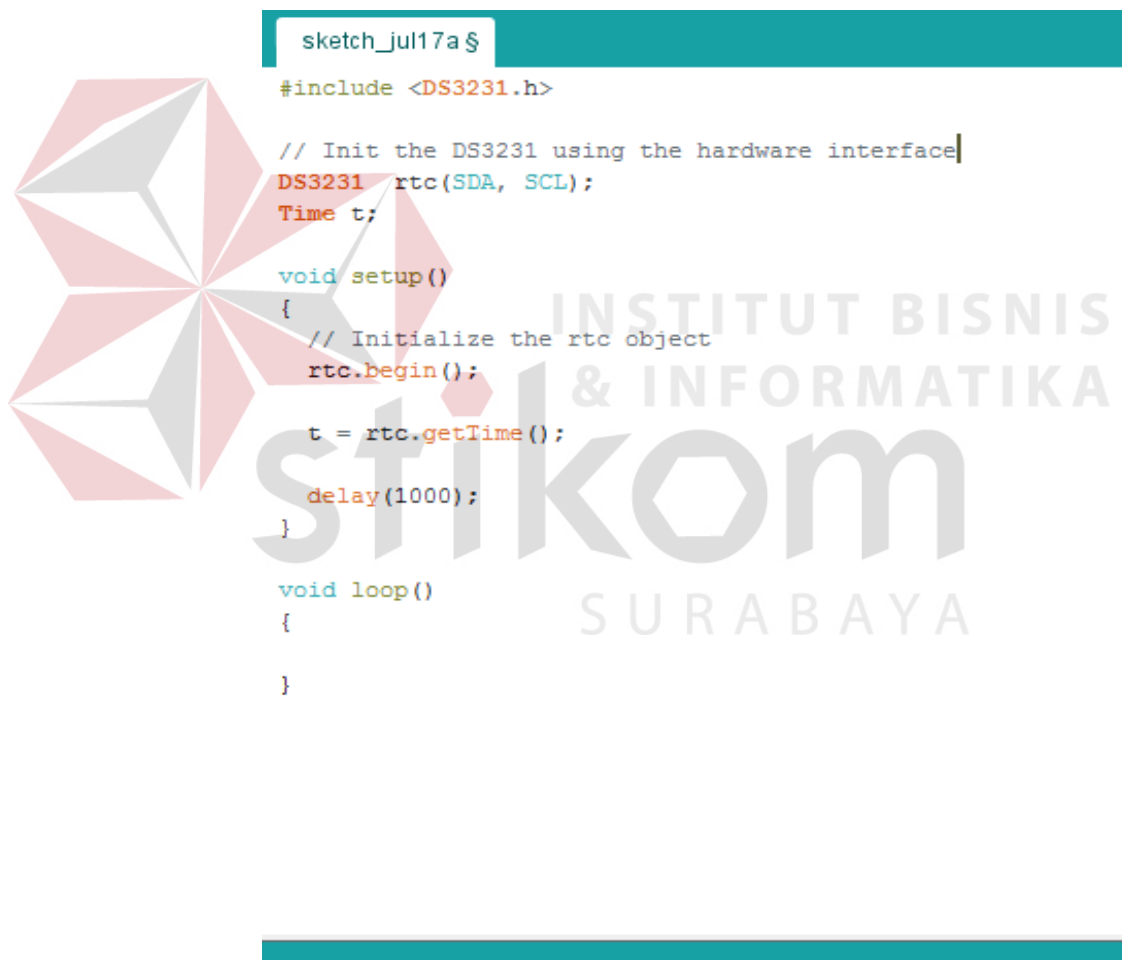 sketch_jul17a §
#include <DS3231.h>
// Init the DS3231 using the hardware interface
DS3231  rtc(SDA, SCL);
Time t;
void setup()
{
  // Initialize the rtc object
  rtc.begin();
  t = rtc.getTime();
  delay(1000);
}
void loop()
{
}
INSTITUT BISNIS
& INFORMATIKA
stikom
SURABAYA